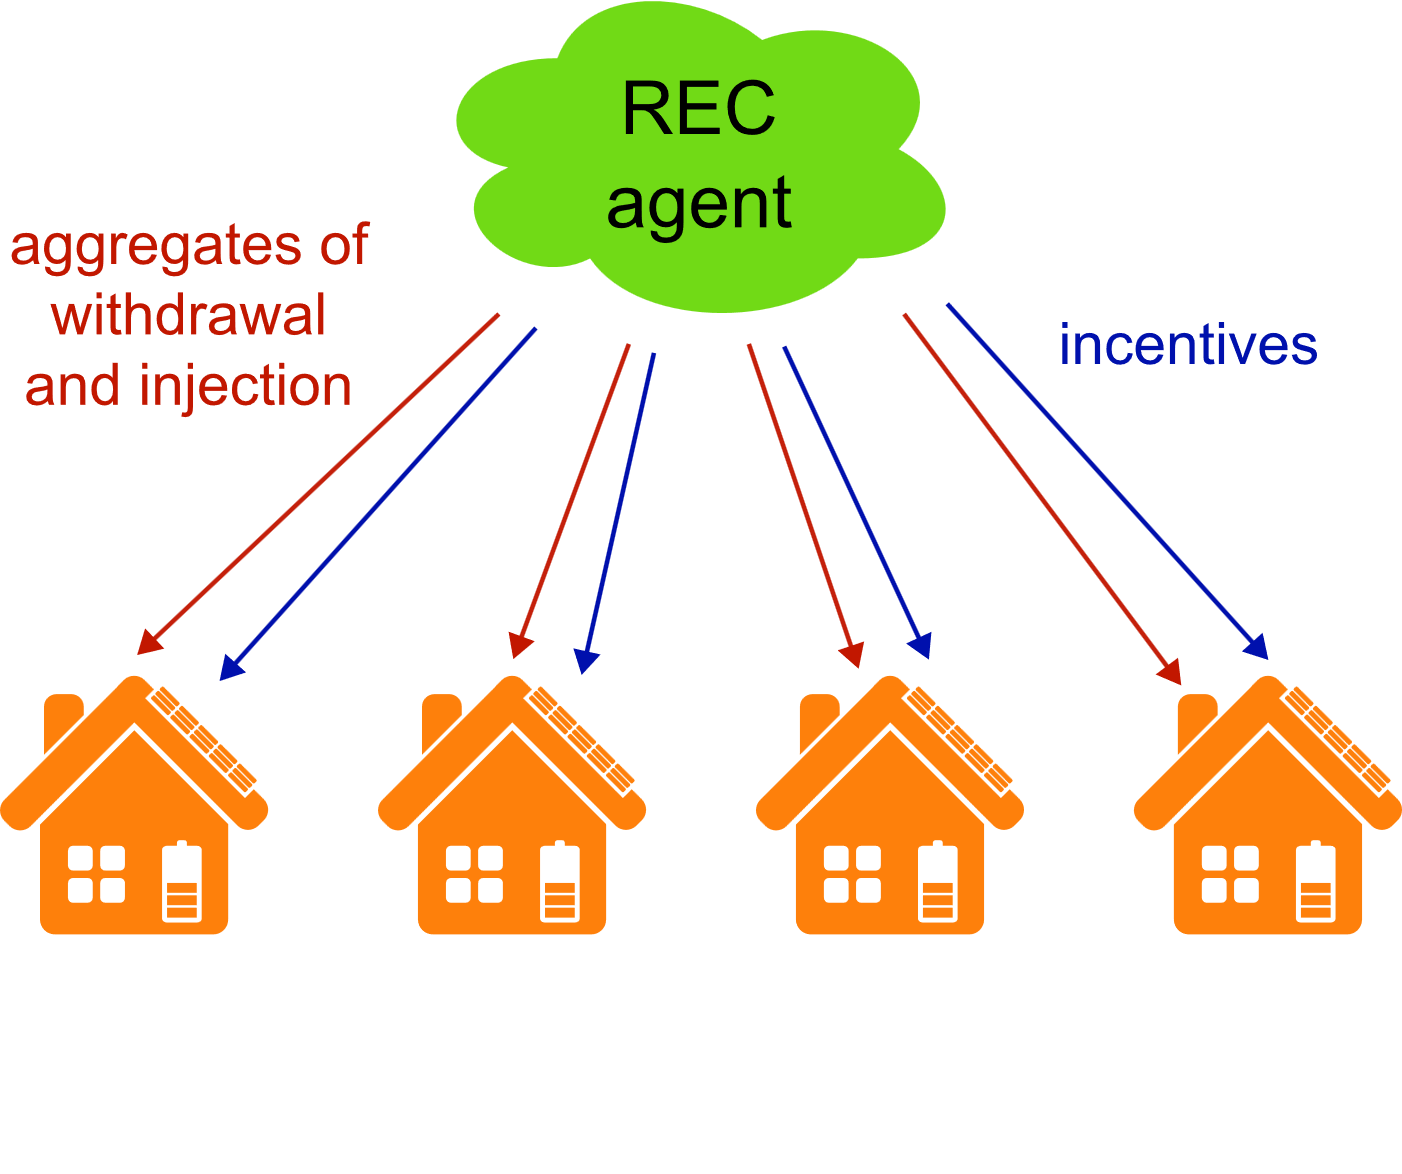 REC
agent
aggregates of
withdrawal
and injection
incentives